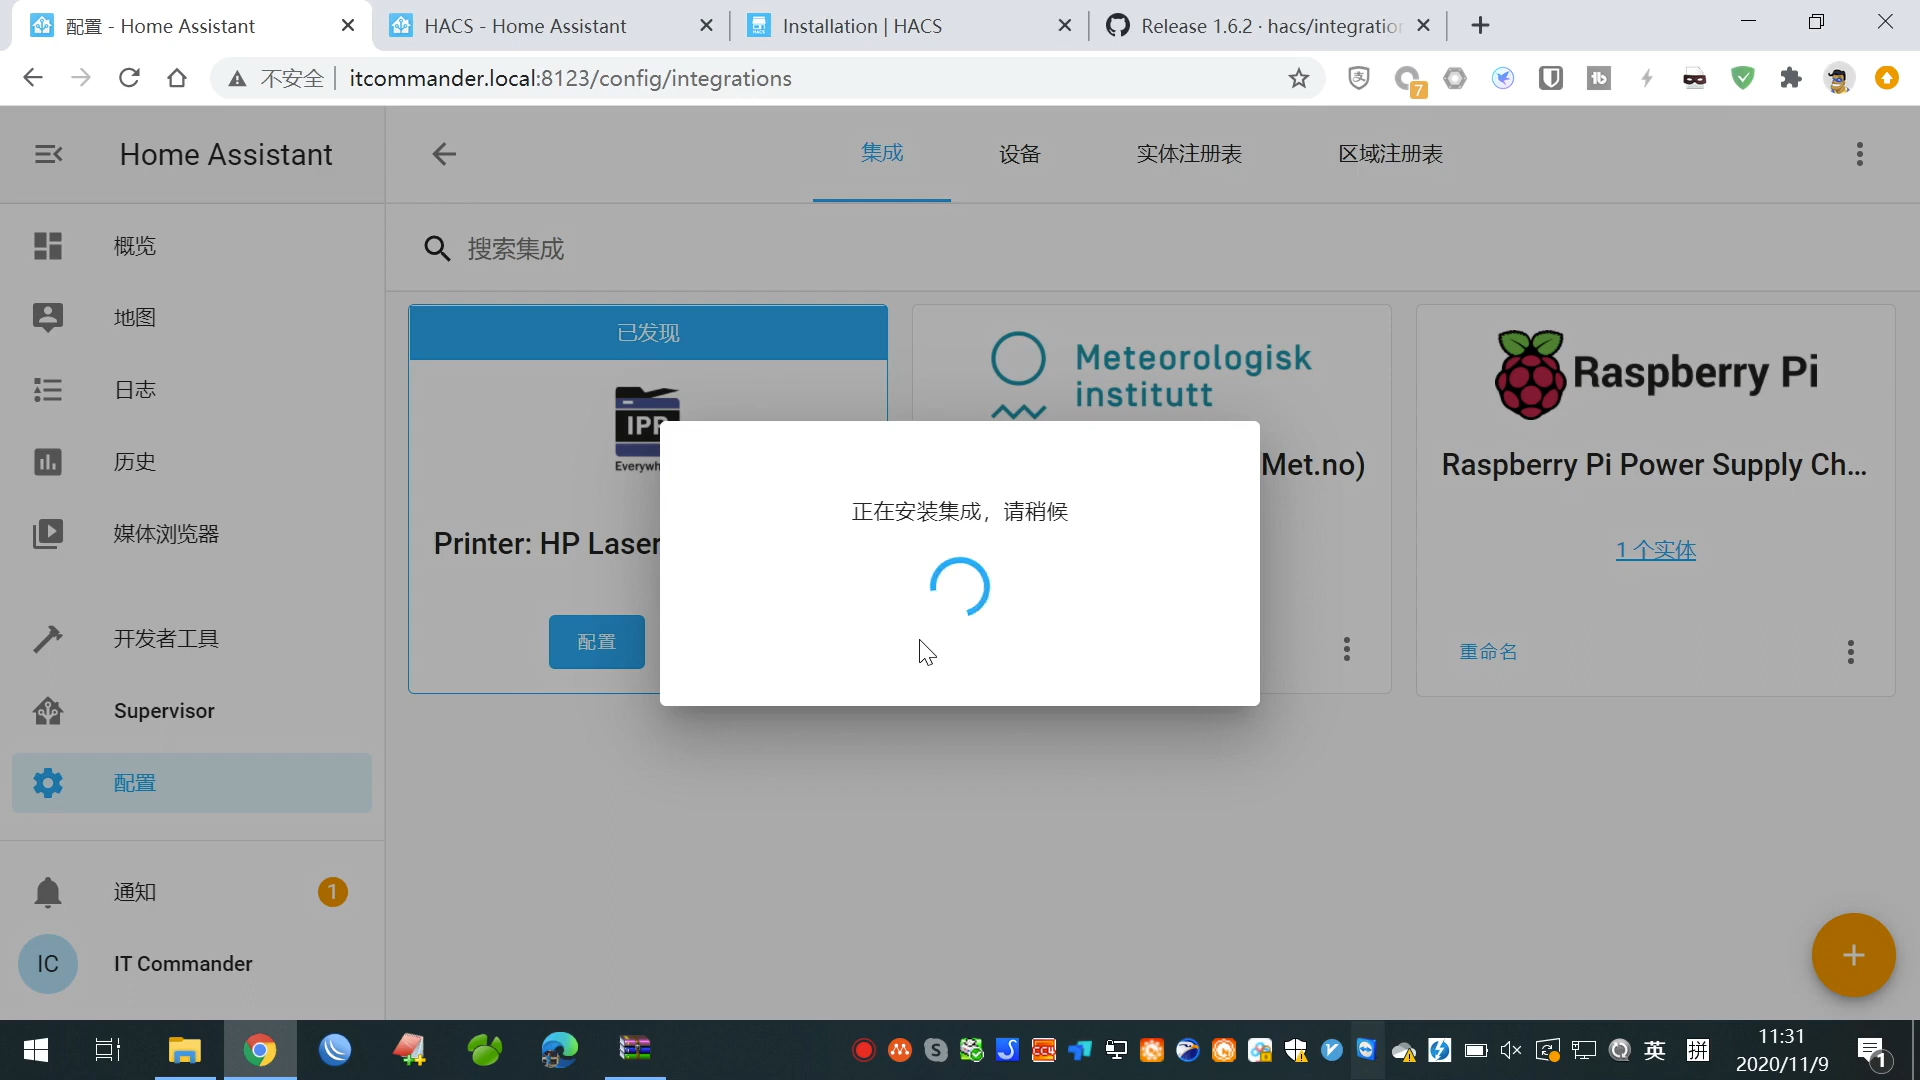 配置 - Home Assistant
HACS - Home Assistant
Installation | HACS
Release 1.6.2 · hacs/integratio
不安全
itcommander.local:8123/config/integrations
7
Home Assistant
集成
设备
实体注册表
区域注册表
概览
搜索集成
地图
已发现
Meteorologisk
institutt
Raspberry Pi
日志
IPP
Everywh
历史
Met.no)
Raspberry Pi Power Supply Ch...
正在安装集成，请稍候
媒体浏览器
Printer: HP Laser
1 个实体
开发者工具
配置
重命名
Supervisor
配置
通知
1
IC
IT Commander
+
英
拼
11:31
2020/11/9
1